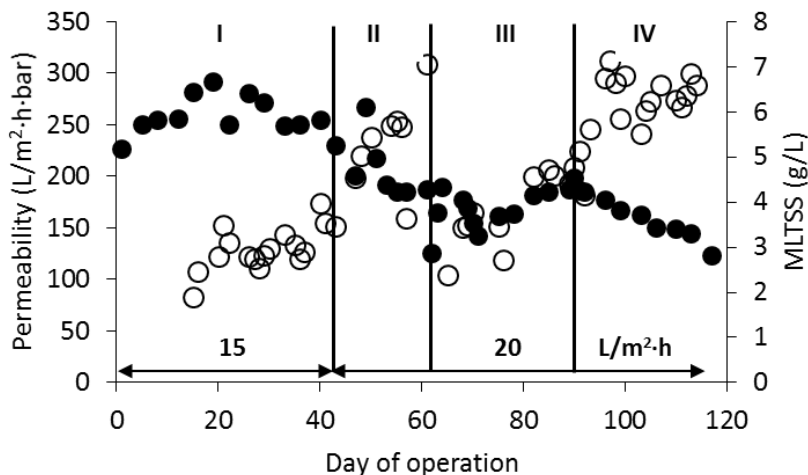 I II III IV
Permeability (L/m²·h·bar)
350
300
250
200
150
100
50
0
MLTSS (g/L)
8
7
6
5
4
3
2
1
0
15 20 L/m²·h
0 20 40 60 80 100 120
Day of operation